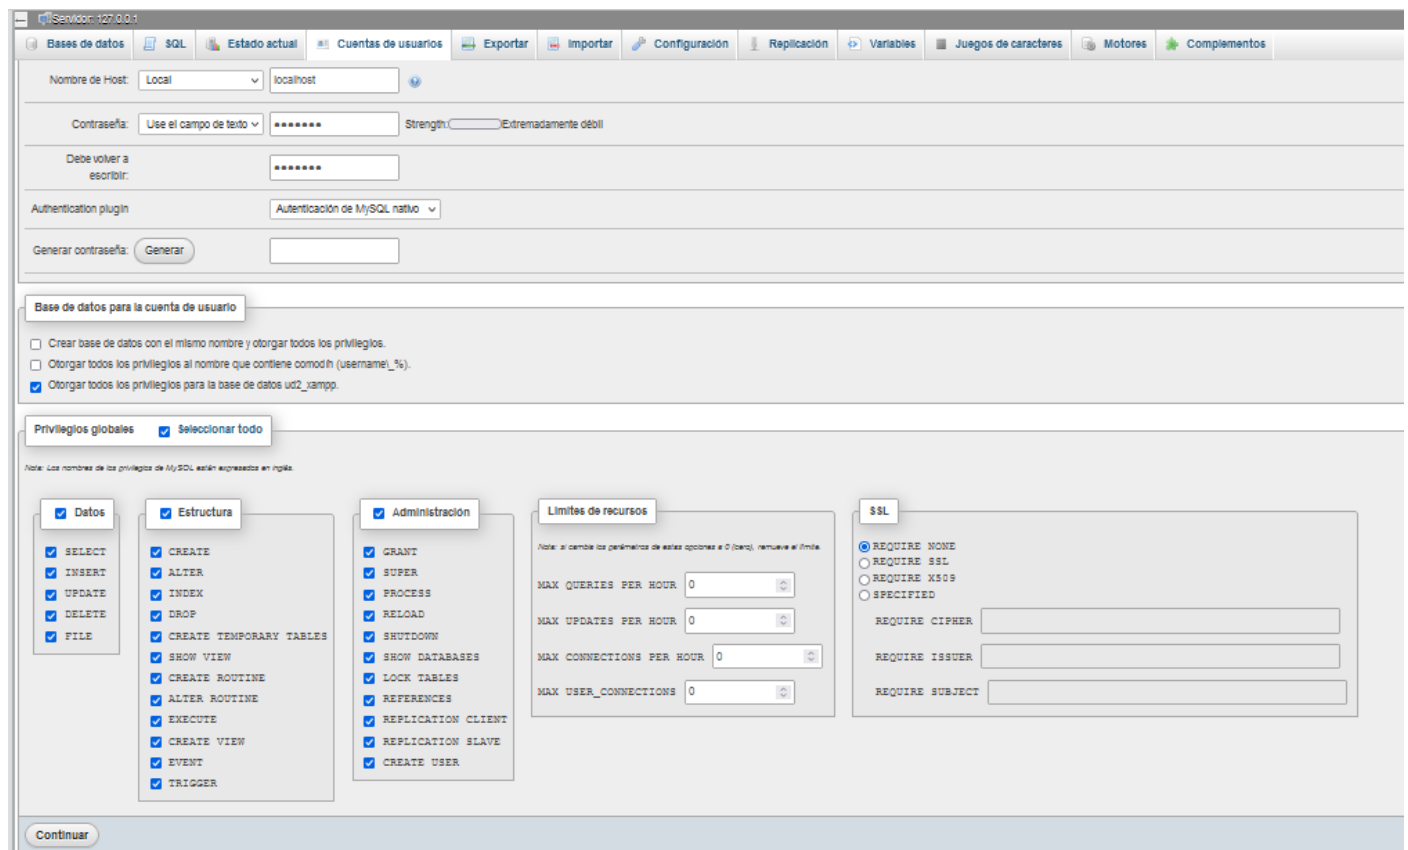 Servidor: 127.0.0.1
Bases de datos SQL Estado actual Cuentas de usuarios Exportar Importar Configuración Replicación Variables Juegos de caracteres Motores Complementos
Nombre de Host: Local localhost
Contraseña: Use el campo de texto ••••••• Strength: Extremadamente débil
Debe volver a
escribir: •••••••
Authentication plugin Autenticación de MySQL nativo
Generar contraseña: Generar
Base de datos para la cuenta de usuario
Crear base de datos con el mismo nombre y otorgar todos los privilegios.
Otorgar todos los privilegios al nombre que contiene comodín (username\_%).
Otorgar todos los privilegios para la base de datos ud2_xampp.
Privilegios globales Seleccionar todo
Nota: Los nombres de los privilegios de MySQL están expresados en inglés.
Datos
SELECT
INSERT
UPDATE
DELETE
FILE
Estructura
CREATE
ALTER
INDEX
DROP
CREATE TEMPORARY TABLES
SHOW VIEW
CREATE ROUTINE
ALTER ROUTINE
EXECUTE
CREATE VIEW
EVENT
TRIGGER
Administración
GRANT
SUPER
PROCESS
RELOAD
SHUTDOWN
SHOW DATABASES
LOCK TABLES
REFERENCES
REPLICATION CLIENT
REPLICATION SLAVE
CREATE USER
Límites de recursos
Nota: si cambia los parámetros de estas opciones a 0 (cero), remueve el límite.
MAX QUERIES PER HOUR 0
MAX UPDATES PER HOUR 0
MAX CONNECTIONS PER HOUR 0
MAX USER_CONNECTIONS 0
SSL
REQUIRE NONE
REQUIRE SSL
REQUIRE X509
SPECIFIED
REQUIRE CIPHER
REQUIRE ISSUER
REQUIRE SUBJECT
Continuar